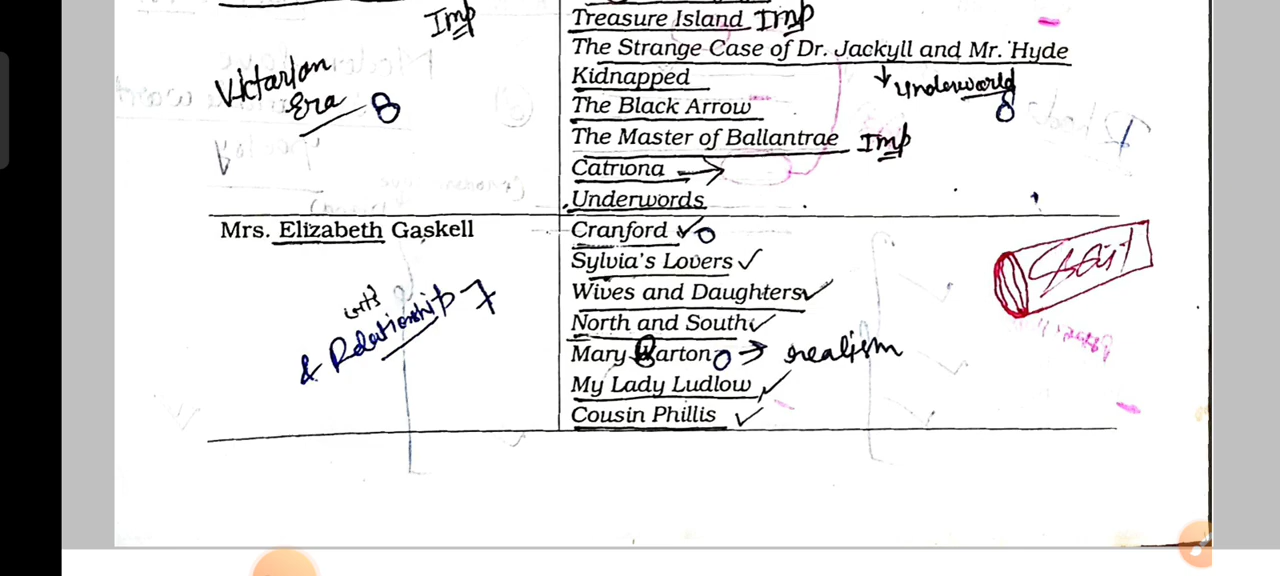 Imp
Victarian
Era 8
Treasure Island Imp
The Strange Case of Dr. Jackyll and Mr. Hyde
Kidnapped
↓ Underworld
The Black Arrow
The Master of Ballantrae Imp
Catriona →
Underwords
Mrs. Elizabeth Gaskell
& Relationship 7
Cranford ✓
Sylvia's Lovers ✓
Wives and Daughters ✓
North and South ✓
Mary Barton → realism
My Lady Ludlow ✓
Cousin Phillis ✓